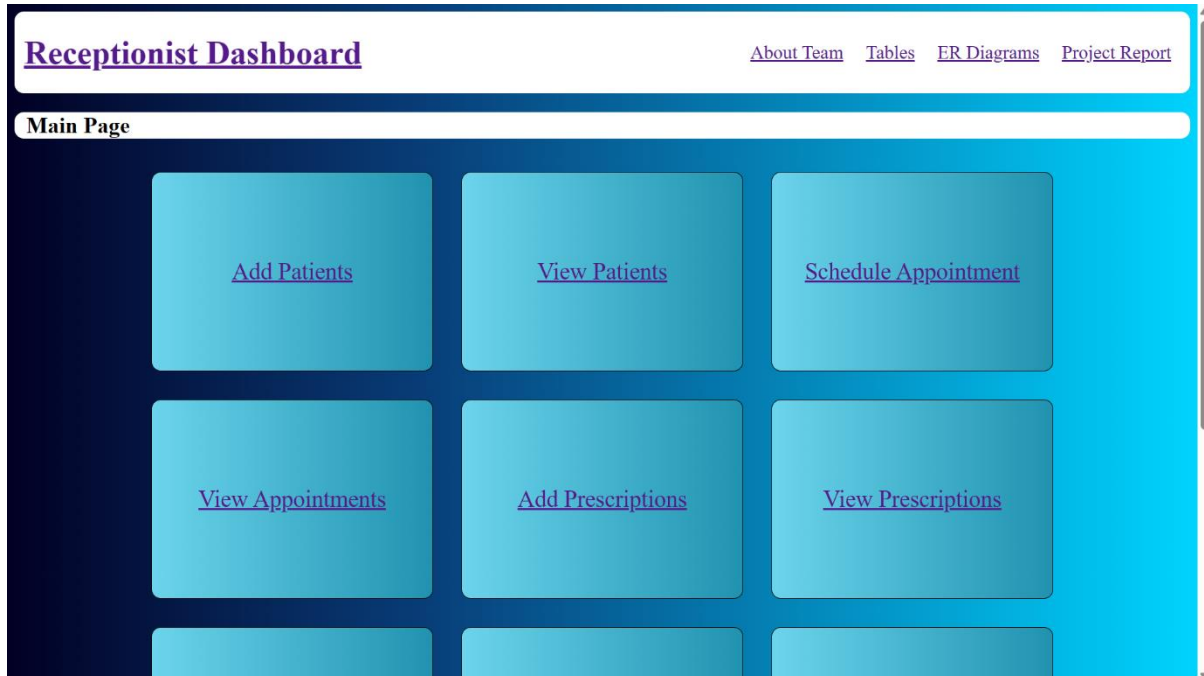 Receptionist Dashboard
About Team Tables ER Diagrams Project Report
Main Page
Add Patients
View Patients
Schedule Appointment
View Appointments
Add Prescriptions
View Prescriptions